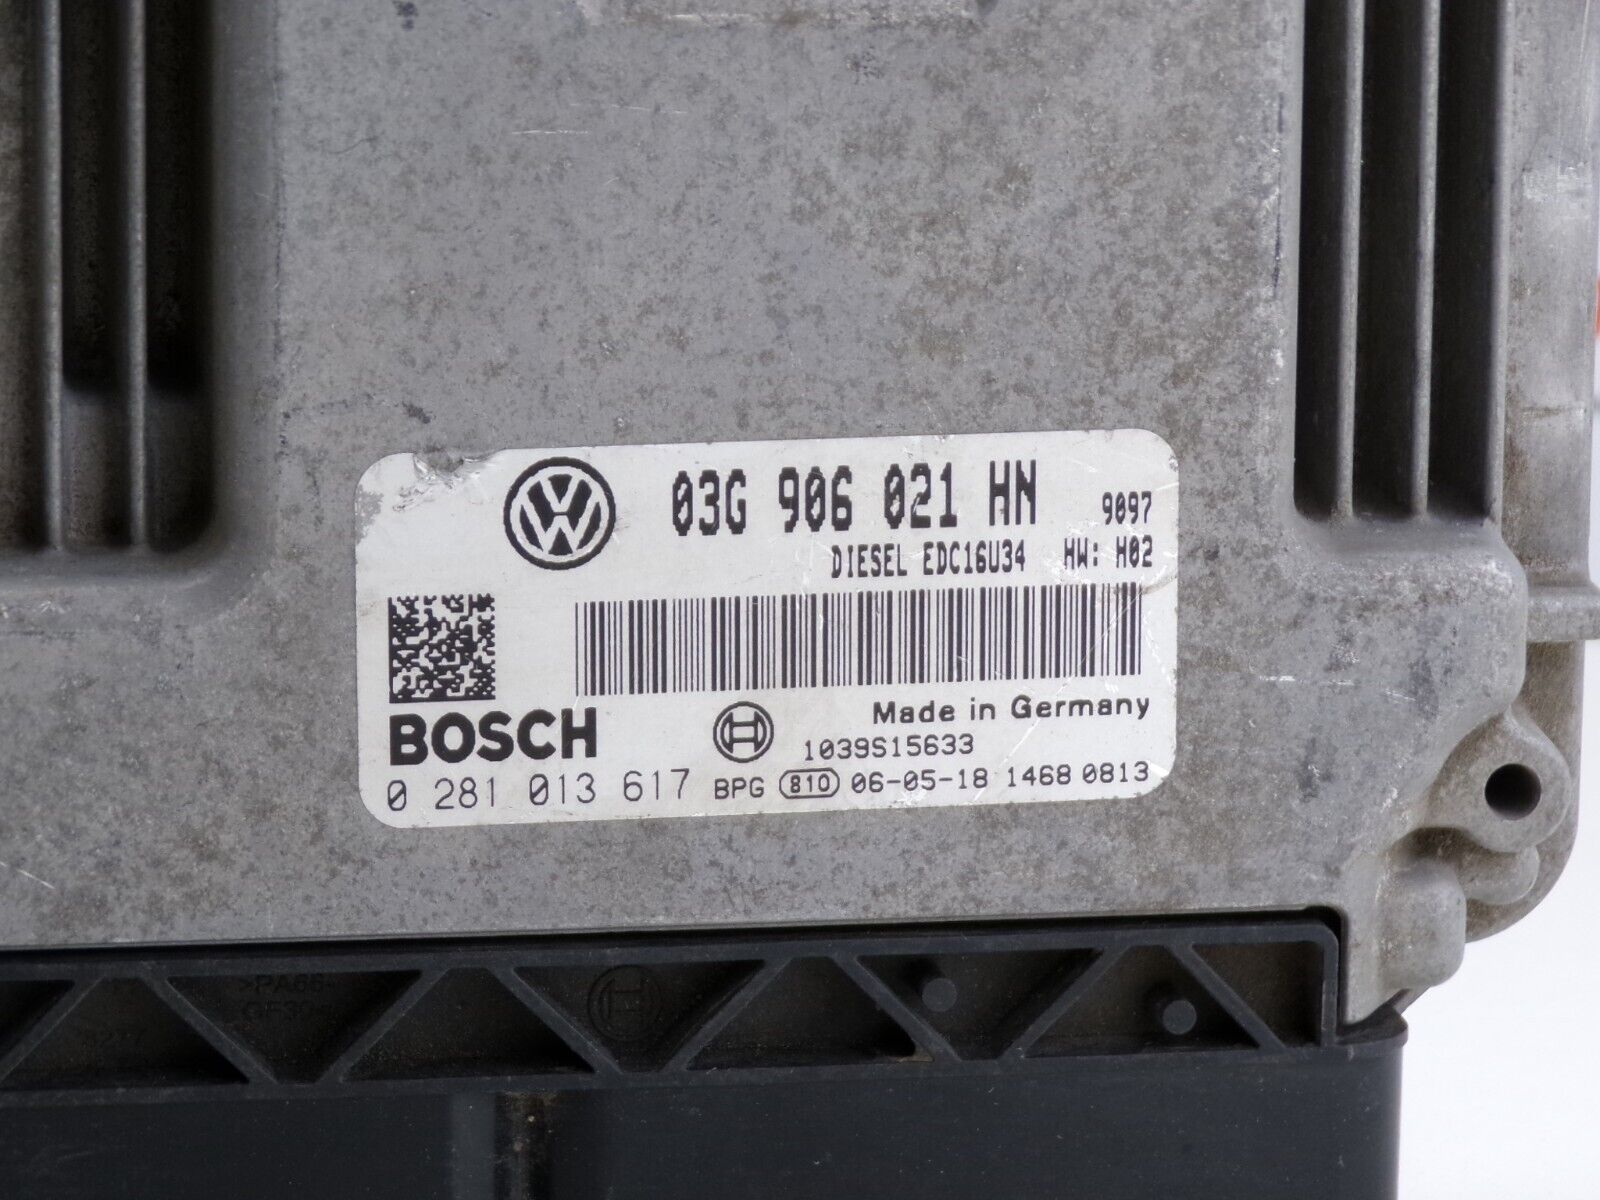 03G 906 021 HN 9097
DIESEL EDC16U34 HW: H02
BOSCH
Made in Germany
1039S15633
0 281 013 617 BPG 810 06-05-18 1468 0813
>PA66-